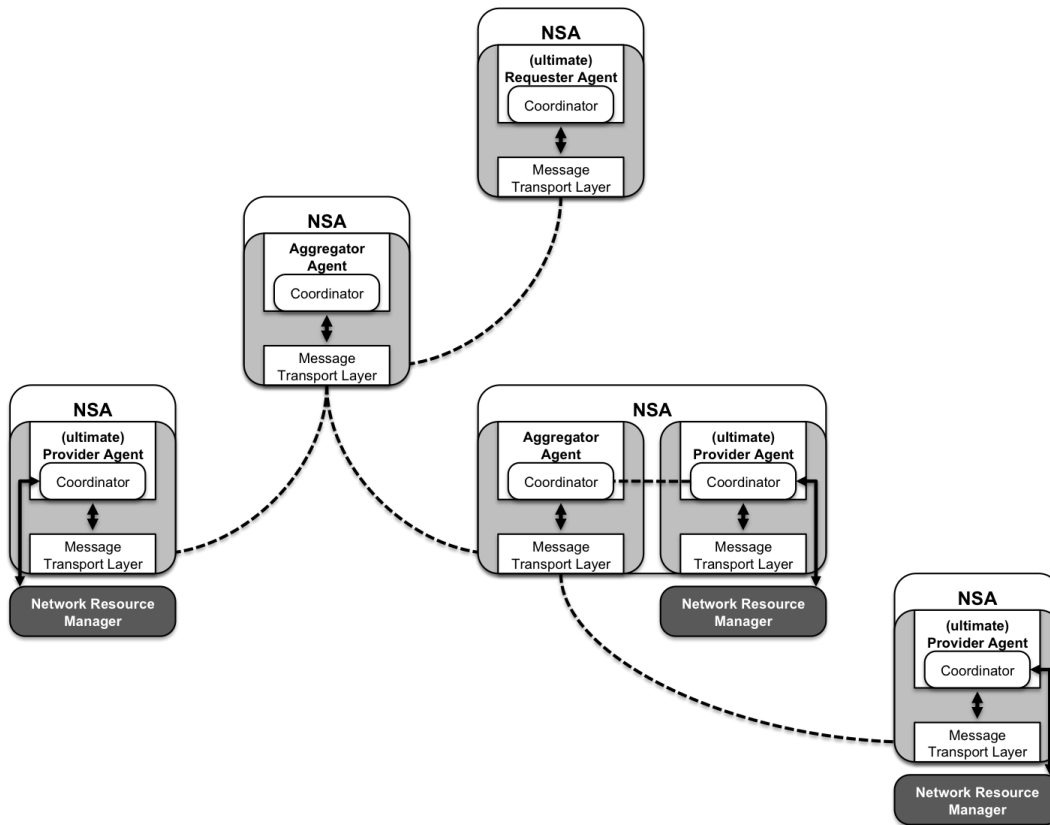 NSA
(ultimate)
Requester Agent
Coordinator
Message
Transport Layer
NSA
Aggregator
Agent
Coordinator
Message
Transport Layer
NSA
(ultimate)
Provider Agent
Coordinator
Message
Transport Layer
Network Resource
Manager
NSA
Aggregator
Agent
Coordinator
Message
Transport Layer
(ultimate)
Provider Agent
Coordinator
Message
Transport Layer
Network Resource
Manager
NSA
(ultimate)
Provider Agent
Coordinator
Message
Transport Layer
Network Resource
Manager